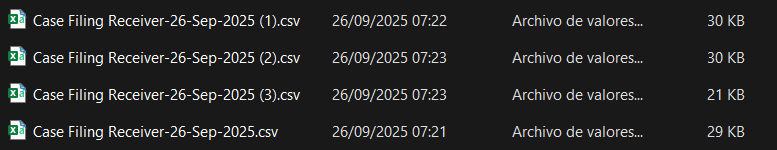 Case Filing Receiver-26-Sep-2025 (1).csv 26/09/2025 07:22 Archivo de valores... 30 KB
Case Filing Receiver-26-Sep-2025 (2).csv 26/09/2025 07:23 Archivo de valores... 30 KB
Case Filing Receiver-26-Sep-2025 (3).csv 26/09/2025 07:23 Archivo de valores... 21 KB
Case Filing Receiver-26-Sep-2025.csv 26/09/2025 07:21 Archivo de valores... 29 KB